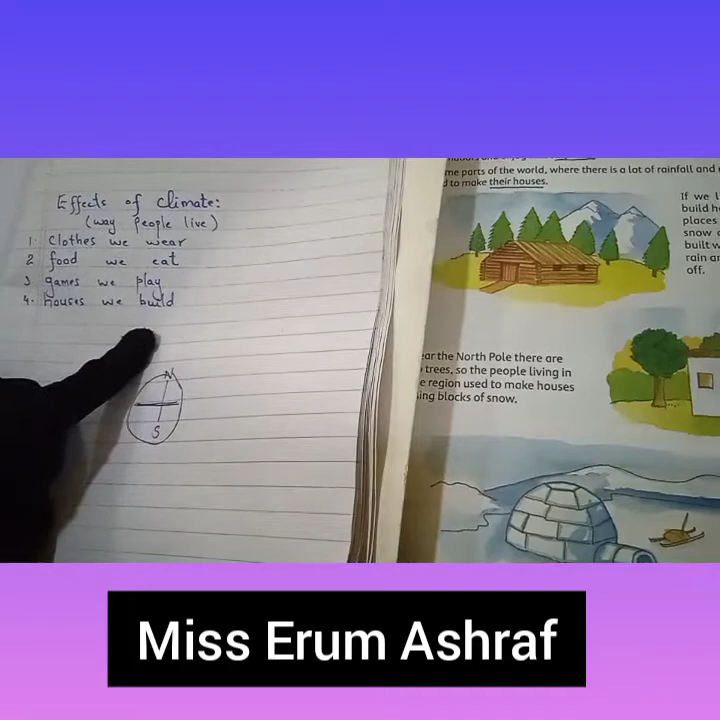 Effects of climate:
(way people live)
1. Clothes we wear
2 food we eat
3 games we play
4. houses we build
N
S
me parts of the world, where there is a lot of rainfall and
d to make their houses.
If we l
build h
places
snow
built w
rain a
off.
ear the North Pole there are
trees, so the people living in
e region used to make houses
ing blocks of snow.
Miss Erum Ashraf